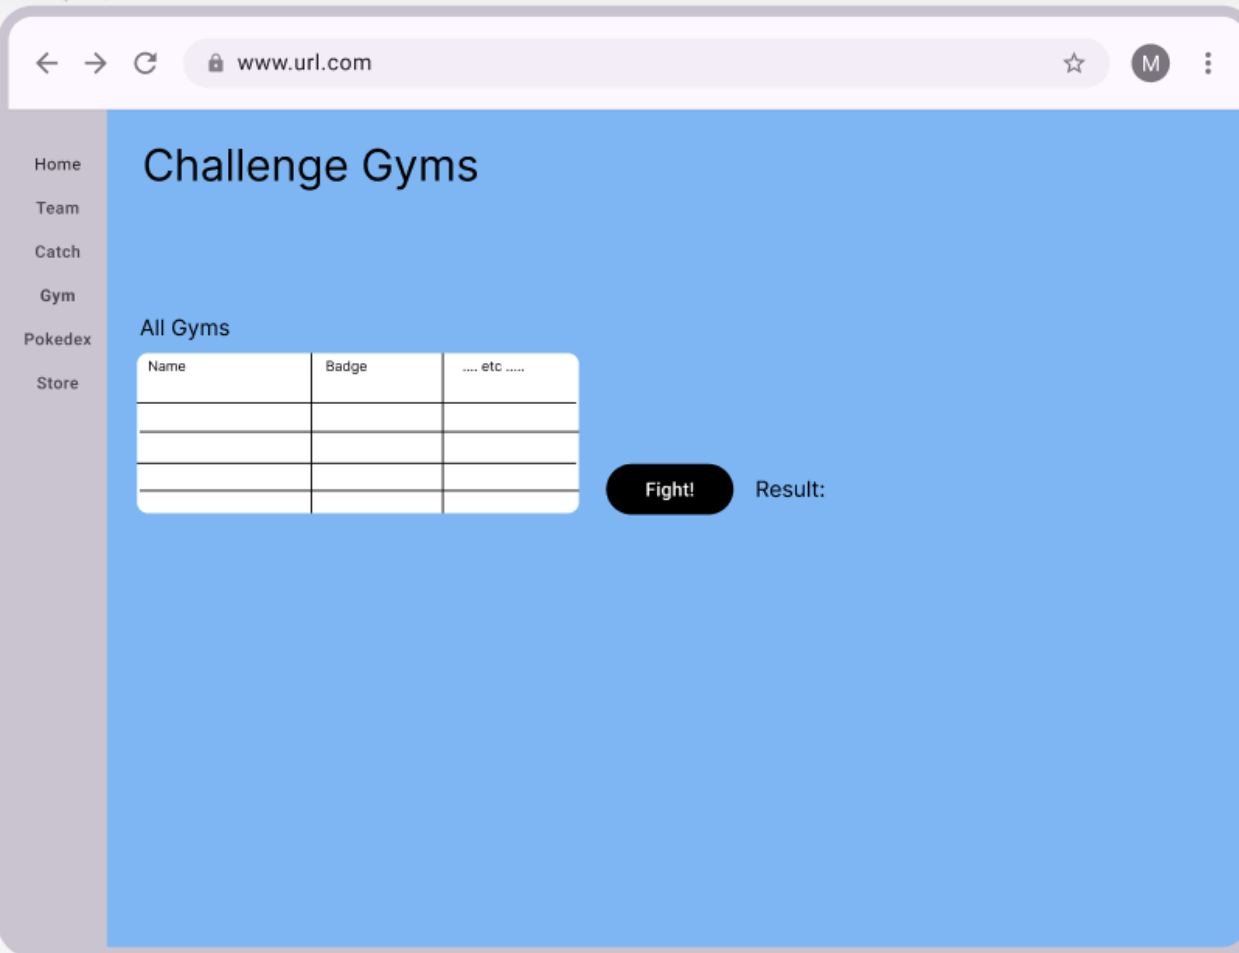 www.url.com
M
Home
Team
Catch
Gym
Pokedex
Store
Challenge Gyms
All Gyms
Name Badge .... etc .....
Fight! Result: